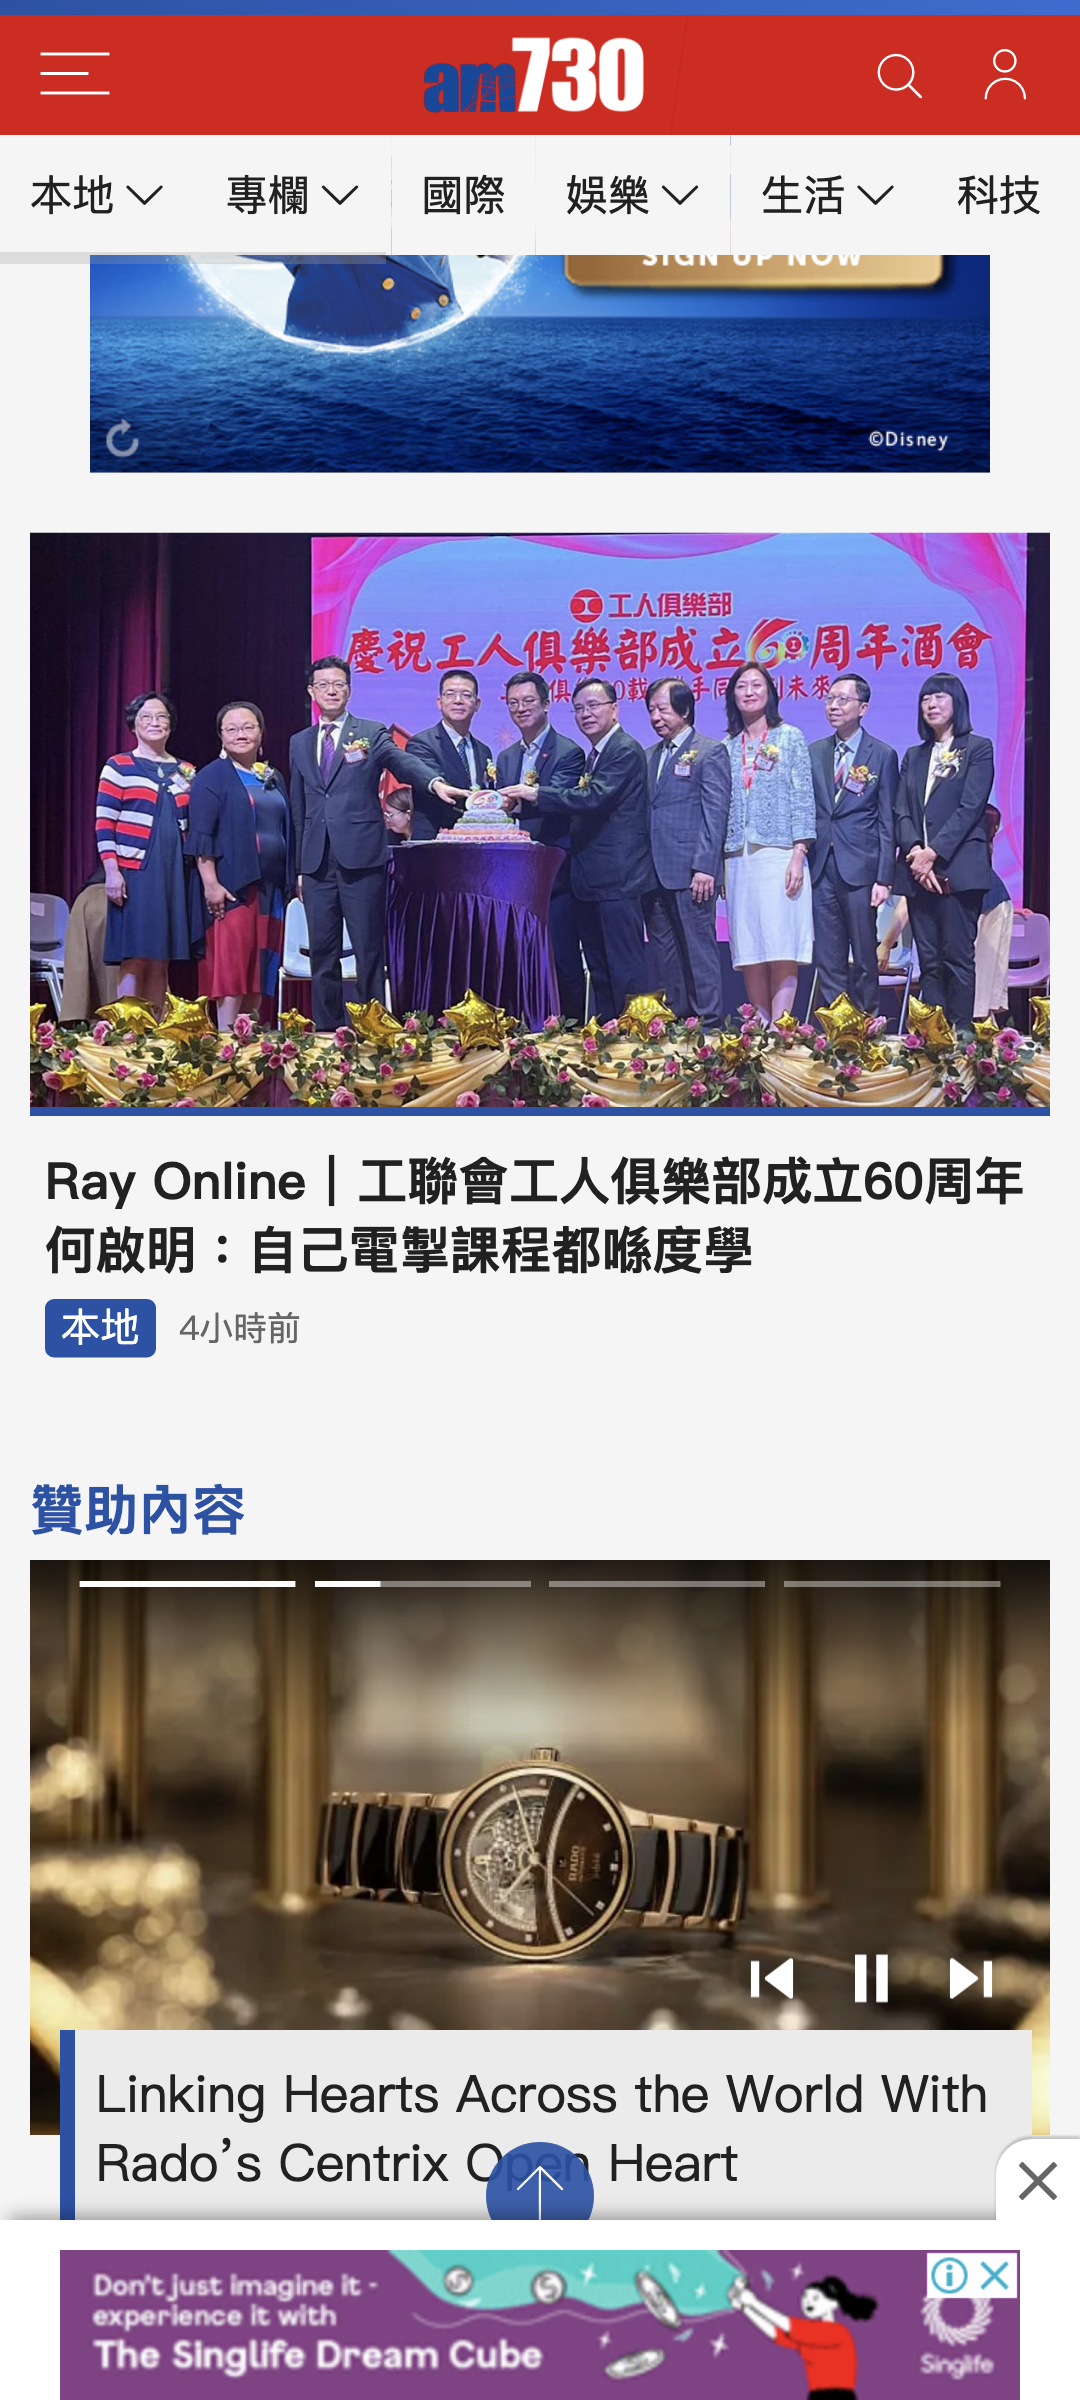 am730
本地
專欄
國際
娛樂
生活
科技
SIGN UP NOW
©Disney
工人俱樂部
慶祝工人俱樂部成立60周年酒會
Ray Online｜工聯會工人俱樂部成立60周年
何啟明：自己電掣課程都喺度學
本地
4小時前
贊助內容
RADO
Linking Hearts Across the World With
Rado’s Centrix Open Heart
Don't just imagine it -
experience it with
The Singlife Dream Cube
Singlife